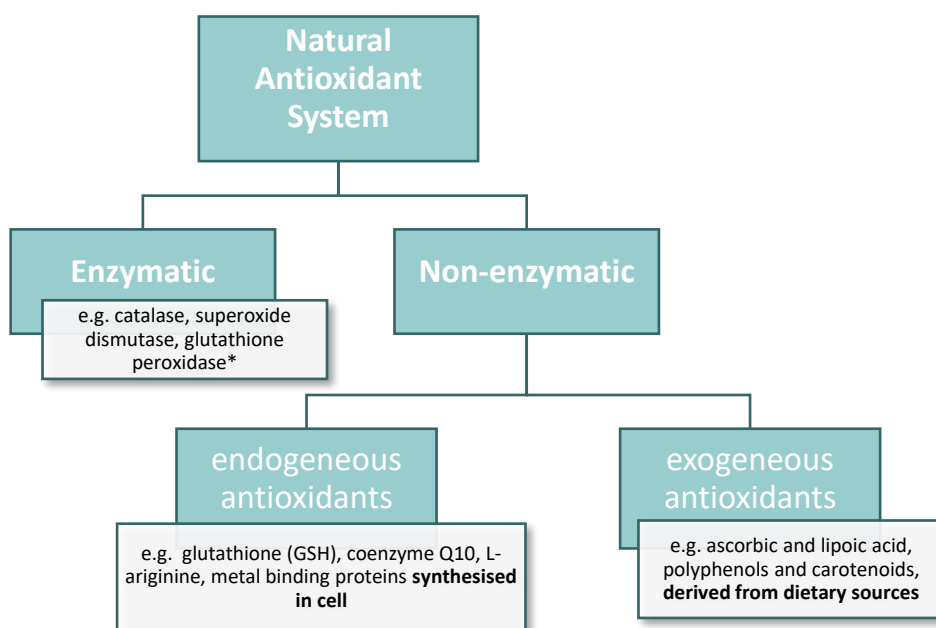 Natural
Antioxidant
System
Enzymatic
e.g. catalase, superoxide
dismutase, glutathione
peroxidase*
Non-enzymatic
endogeneous
antioxidants
e.g. glutathione (GSH), coenzyme Q10, L-
ariginine, metal binding proteins synthesised
in cell
exogeneous
antioxidants
e.g. ascorbic and lipoic acid,
polyphenols and carotenoids,
derived from dietary sources